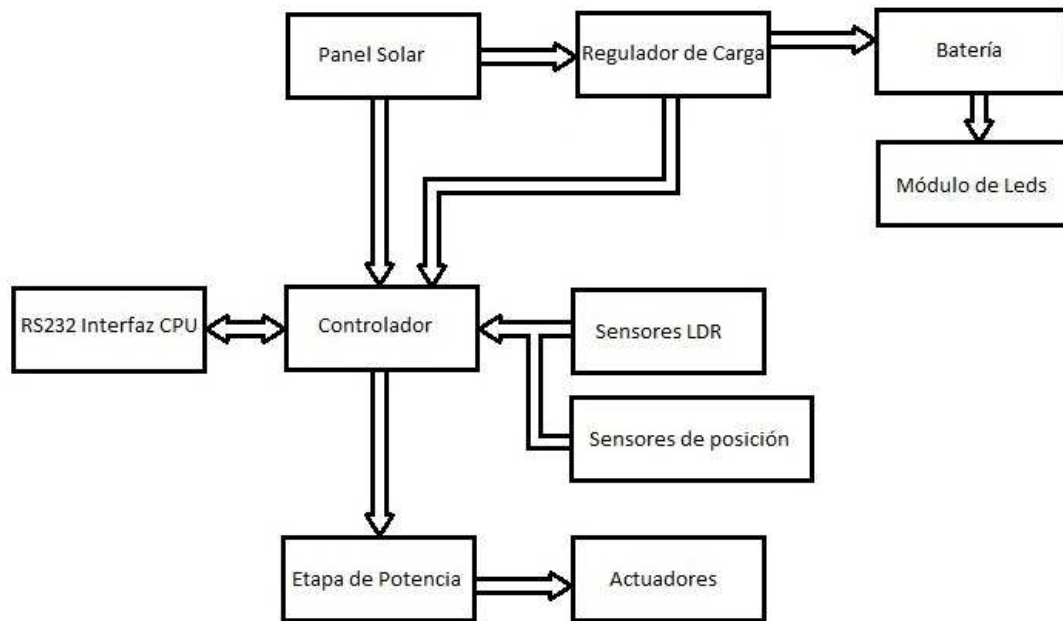 Panel Solar
Regulador de Carga
Batería
Módulo de Leds
RS232 Interfaz CPU
Controlador
Sensores LDR
Sensores de posición
Etapa de Potencia
Actuadores